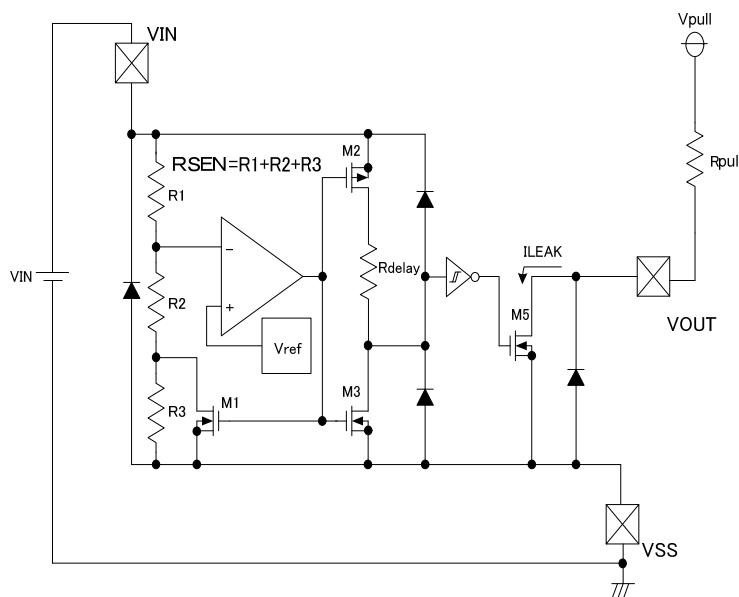 Vpull
VIN
M2
RSEN=R1+R2+R3
Rpul
R1
ILEAK
−
Rdelay
VIN
R2
+
M5
Vref
VOUT
M1
M3
R3
VSS